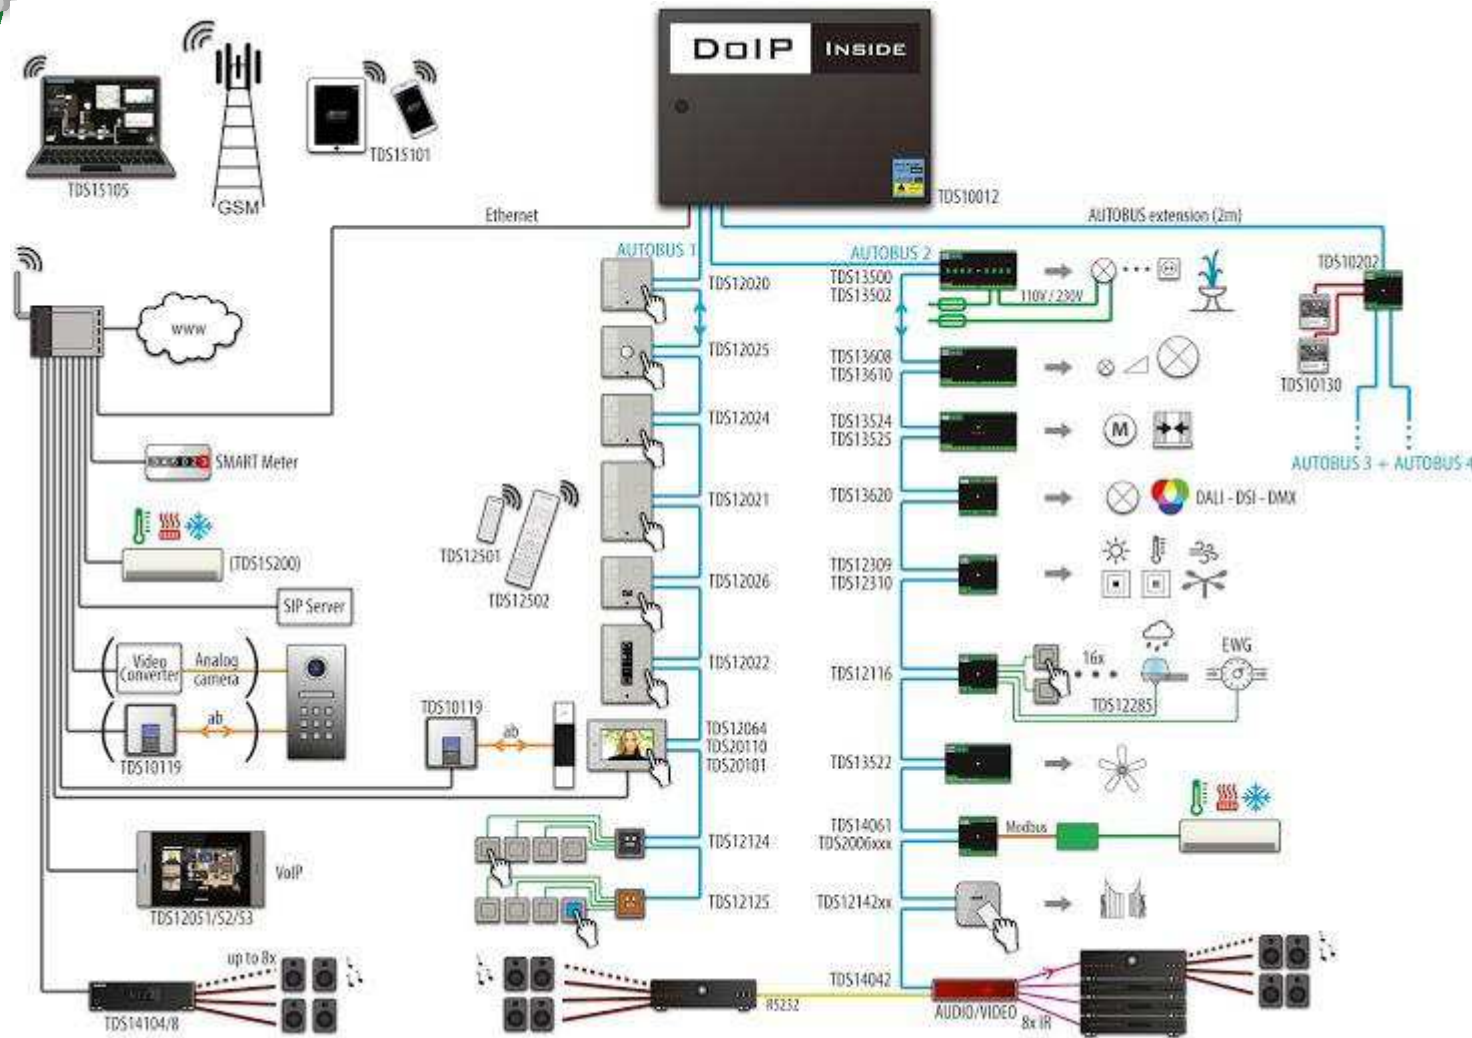 DoIP INSIDE
TDS15105
GSM
TDS15101
TDS10012
Ethernet
AUTOBUS extension (2m)
AUTOBUS 1
AUTOBUS 2
TDS12020
TDS13500
TDS13502
110V / 230V
TDS10202
www
TDS12025
TDS13608
TDS13610
TDS10130
TDS12024
TDS13524
TDS13525
M
SMART Meter
AUTOBUS 3 + AUTOBUS 4
TDS12021
TDS13620
DALI - DSI - DMX
TDS12501
TDS12502
(TDS15200)
TDS12026
TDS12309
TDS12310
SIP Server
Video
Converter
Analog
camera
TDS12022
TDS12116
16x
EWG
TDS12285
ab
TDS10119
TDS10119
ab
TDS12064
TDS20110
TDS20101
TDS13522
TDS12124
TDS14061
TDS2006xxx
Modbus
VoIP
TDS12051/52/53
TDS12125
TDS12142xx
up to 8x
TDS14104/8
RS232
TDS14042
AUDIO/VIDEO
8x IR